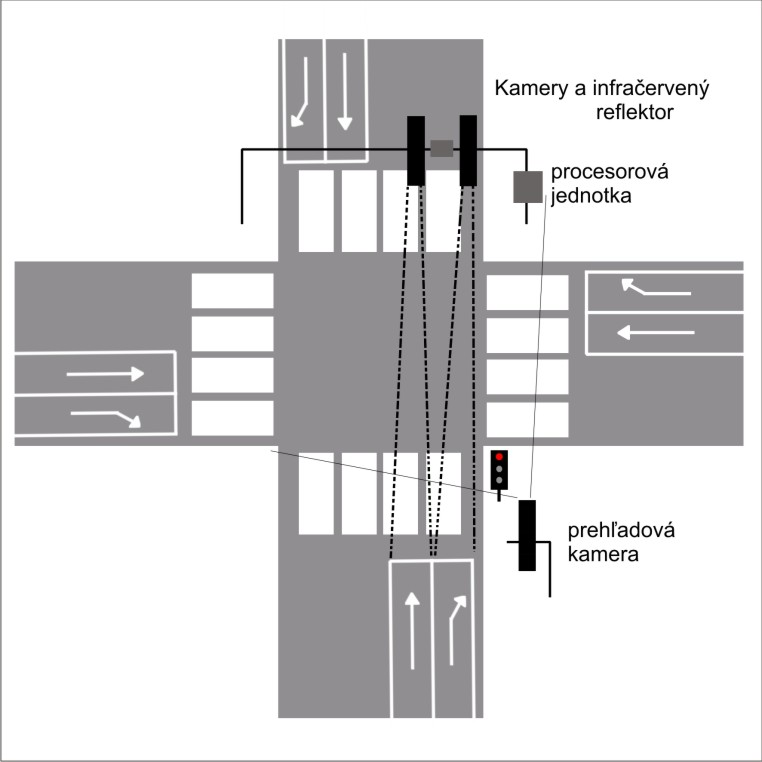 Kamery a infračervený
reflektor
procesorová
jednotka
prehľadová
kamera